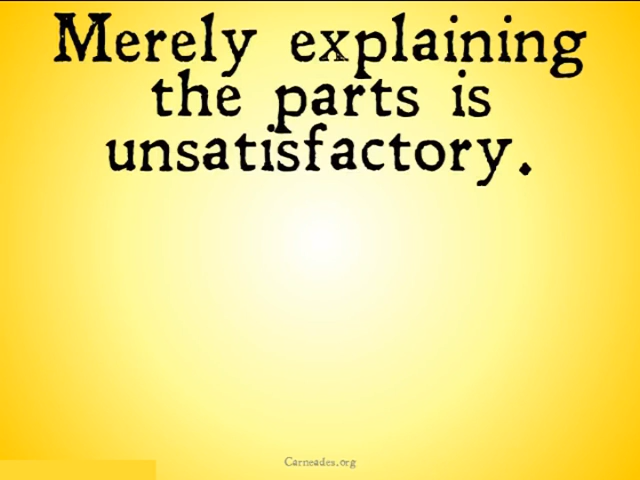 Merely explaining
the parts is
unsatisfactory.
Carneades.org